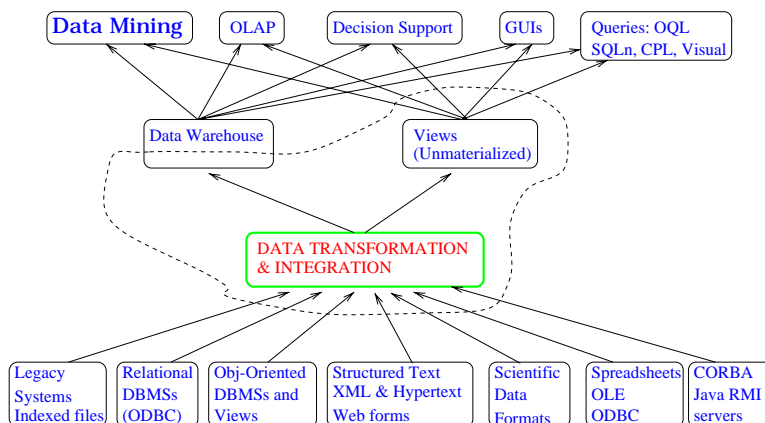 Data Mining
OLAP
Decision Support
GUIs
Queries: OQL
SQLn, CPL, Visual
Data Warehouse
Views
(Unmaterialized)
DATA TRANSFORMATION
& INTEGRATION
Legacy
Systems
Indexed files
Relational
DBMSs
(ODBC)
Obj-Oriented
DBMSs and
Views
Structured Text
XML & Hypertext
Web forms
Scientific
Data
Formats
Spreadsheets
OLE
ODBC
CORBA
Java RMI
servers